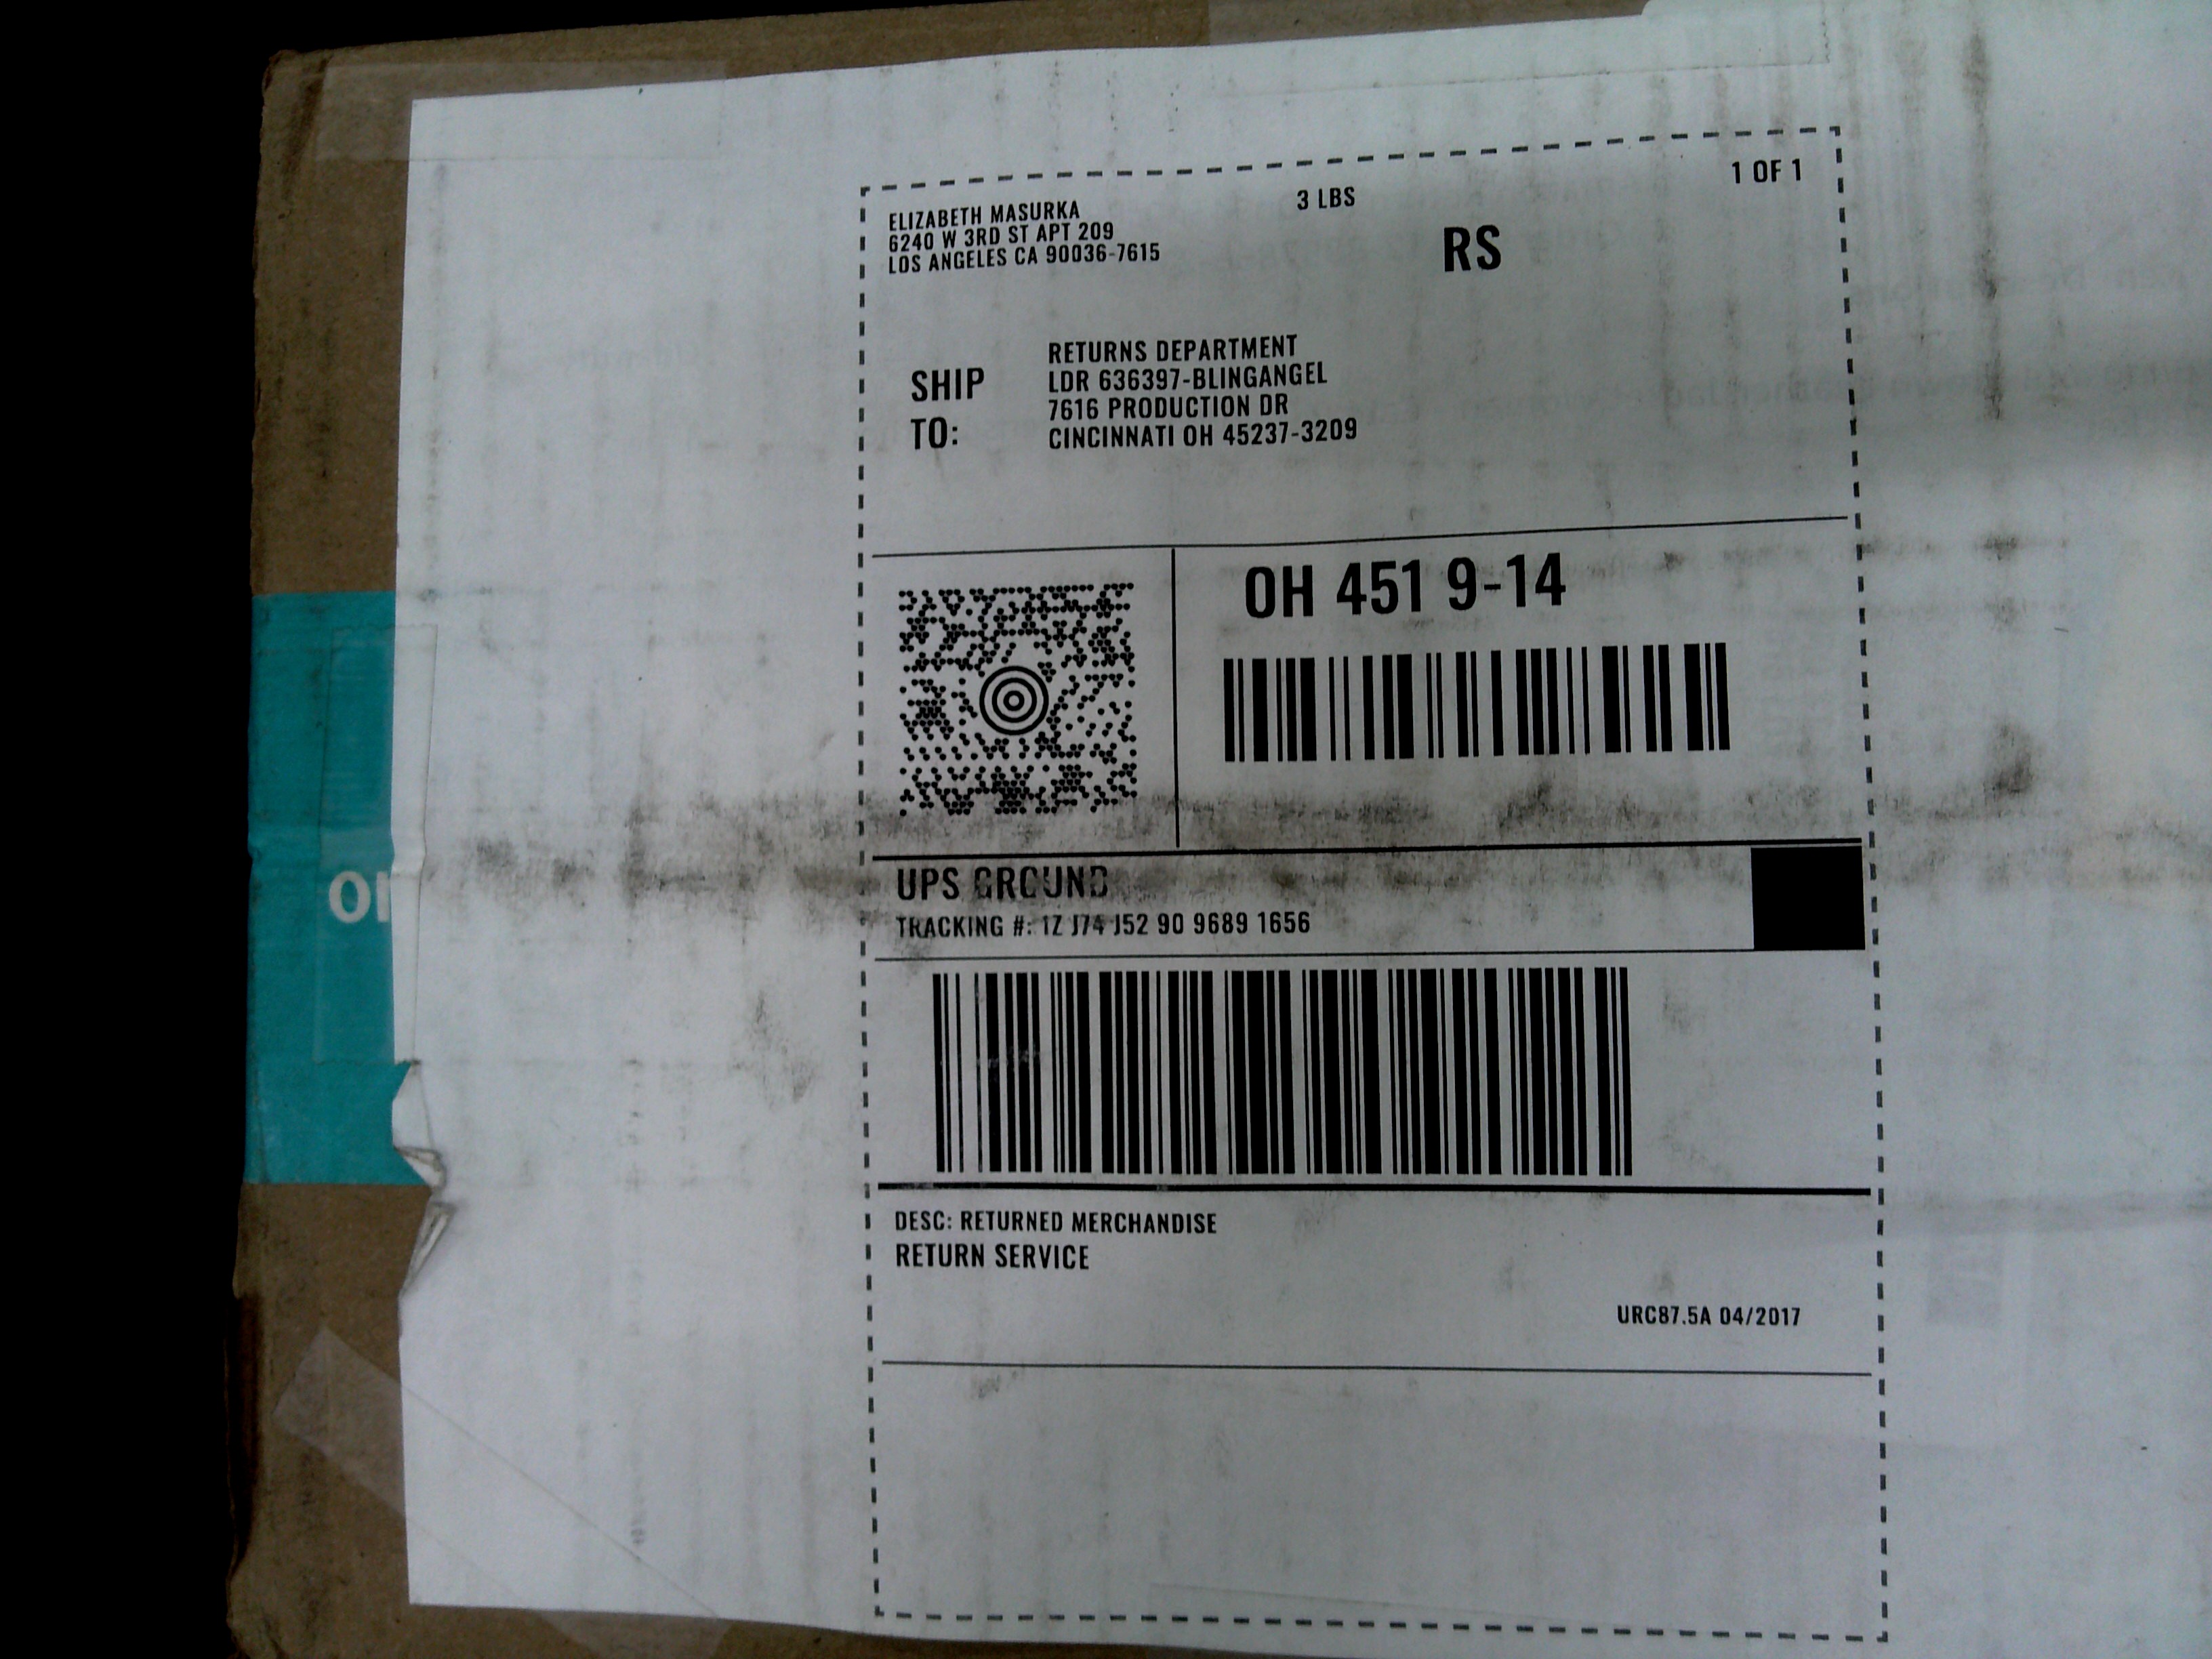 ELIZABETH MASURKA
6240 W 3RD ST APT 209
LOS ANGELES CA 90036-7615
3 LBS
1 OF 1
RS
SHIP TO:
RETURNS DEPARTMENT
LDR 636397-BLINGANGEL
7616 PRODUCTION DR
CINCINNATI OH 45237-3209
OH 451 9-14
UPS GROUND
TRACKING #: 1Z J74 J52 90 9689 1656
DESC: RETURNED MERCHANDISE
RETURN SERVICE
URC87.5A 04/2017